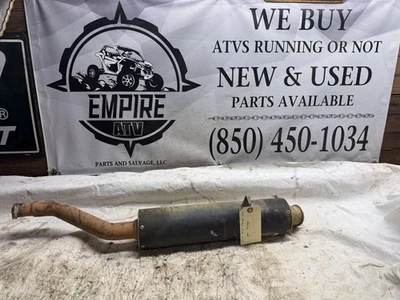 EMPIRE
ATV
PARTS AND SALVAGE, LLC
WE BUY
ATVS RUNNING OR NOT
NEW & USED
PARTS AVAILABLE
(850) 450-1034